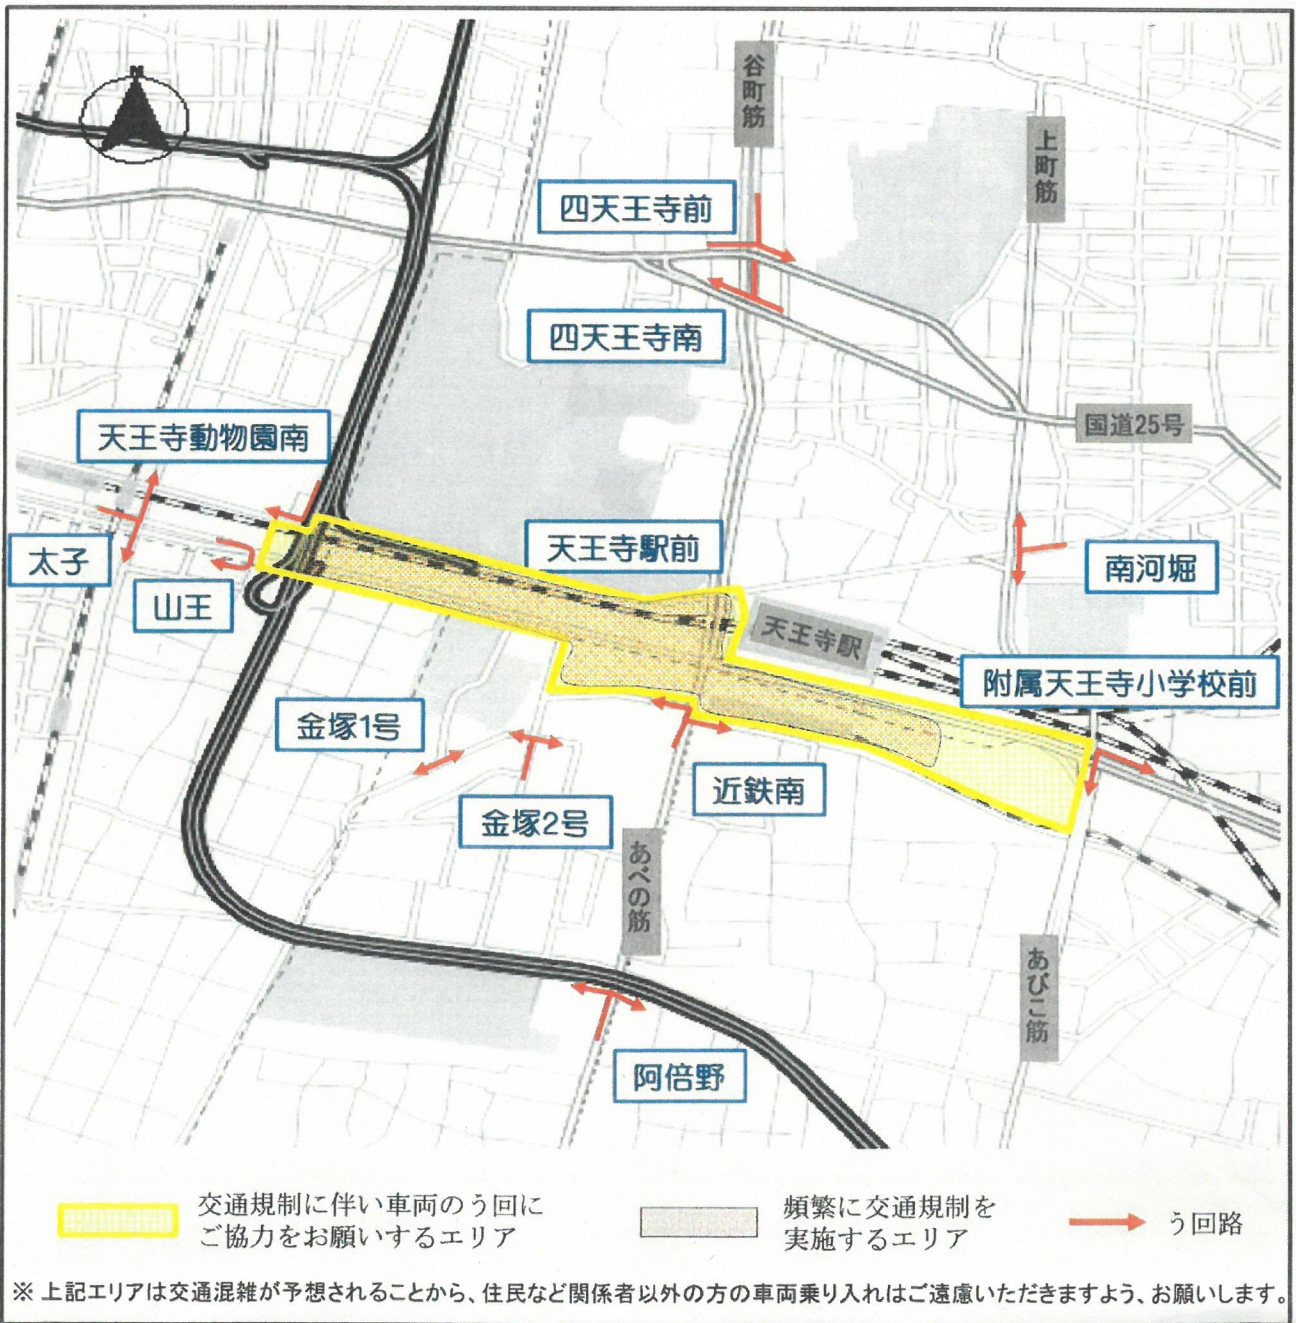 N
谷町筋
上町筋
四天王寺前
四天王寺南
国道25号
天王寺動物園南
天王寺駅前
太子
山王
南河堀
天王寺駅
附属天王寺小学校前
金塚1号
近鉄南
金塚2号
あべの筋
あびこ筋
阿倍野
交通規制に伴い車両のう回に
ご協力をお願いするエリア
頻繁に交通規制を
実施するエリア
う回路
※ 上記エリアは交通混雑が予想されることから、住民など関係者以外の方の車両乗り入れはご遠慮いただきますよう、お願いします。